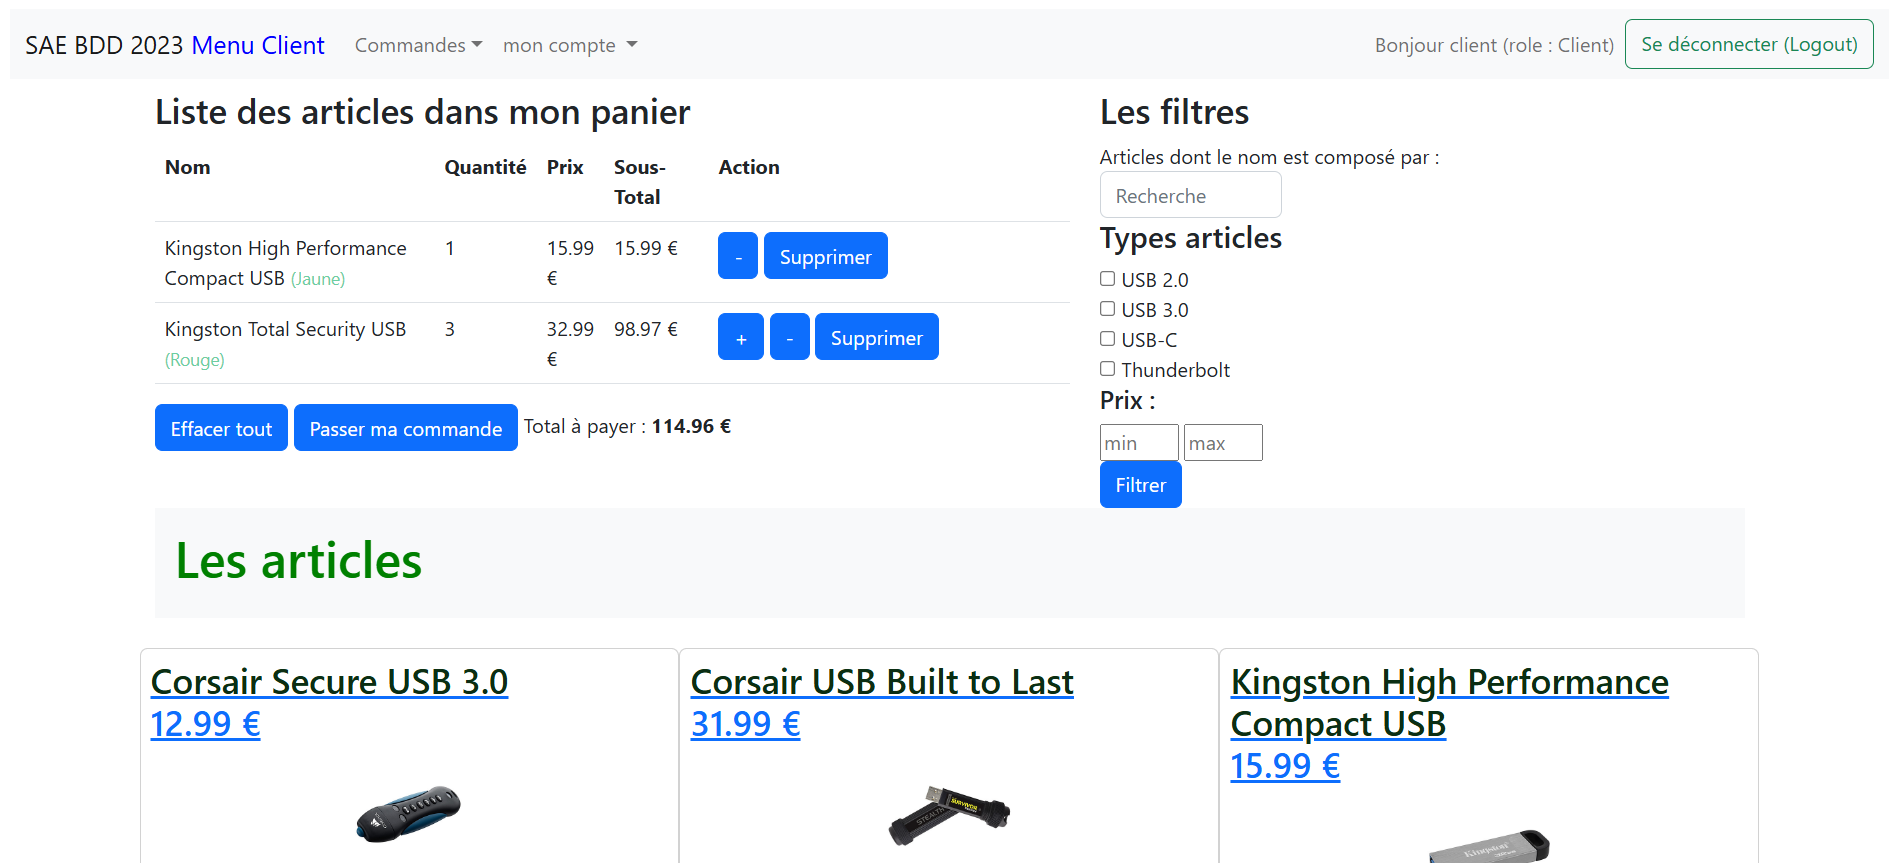 SAE BDD 2023 Menu Client Commandes mon compte Bonjour client (role : Client) Se déconnecter (Logout)
Liste des articles dans mon panier
Nom Quantité Prix Sous-Total Action
Kingston High Performance Compact USB (Jaune) 1 15.99 € 15.99 € - Supprimer
Kingston Total Security USB (Rouge) 3 32.99 € 98.97 € + - Supprimer
Effacer tout Passer ma commande Total à payer : 114.96 €
Les filtres
Articles dont le nom est composé par :
Recherche
Types articles
USB 2.0
USB 3.0
USB-C
Thunderbolt
Prix :
min max
Filtrer
Les articles
Corsair Secure USB 3.0
12.99 €
Corsair USB Built to Last
31.99 €
SURVIVOR
STEALTH
Kingston High Performance
Compact USB
15.99 €
Kingston